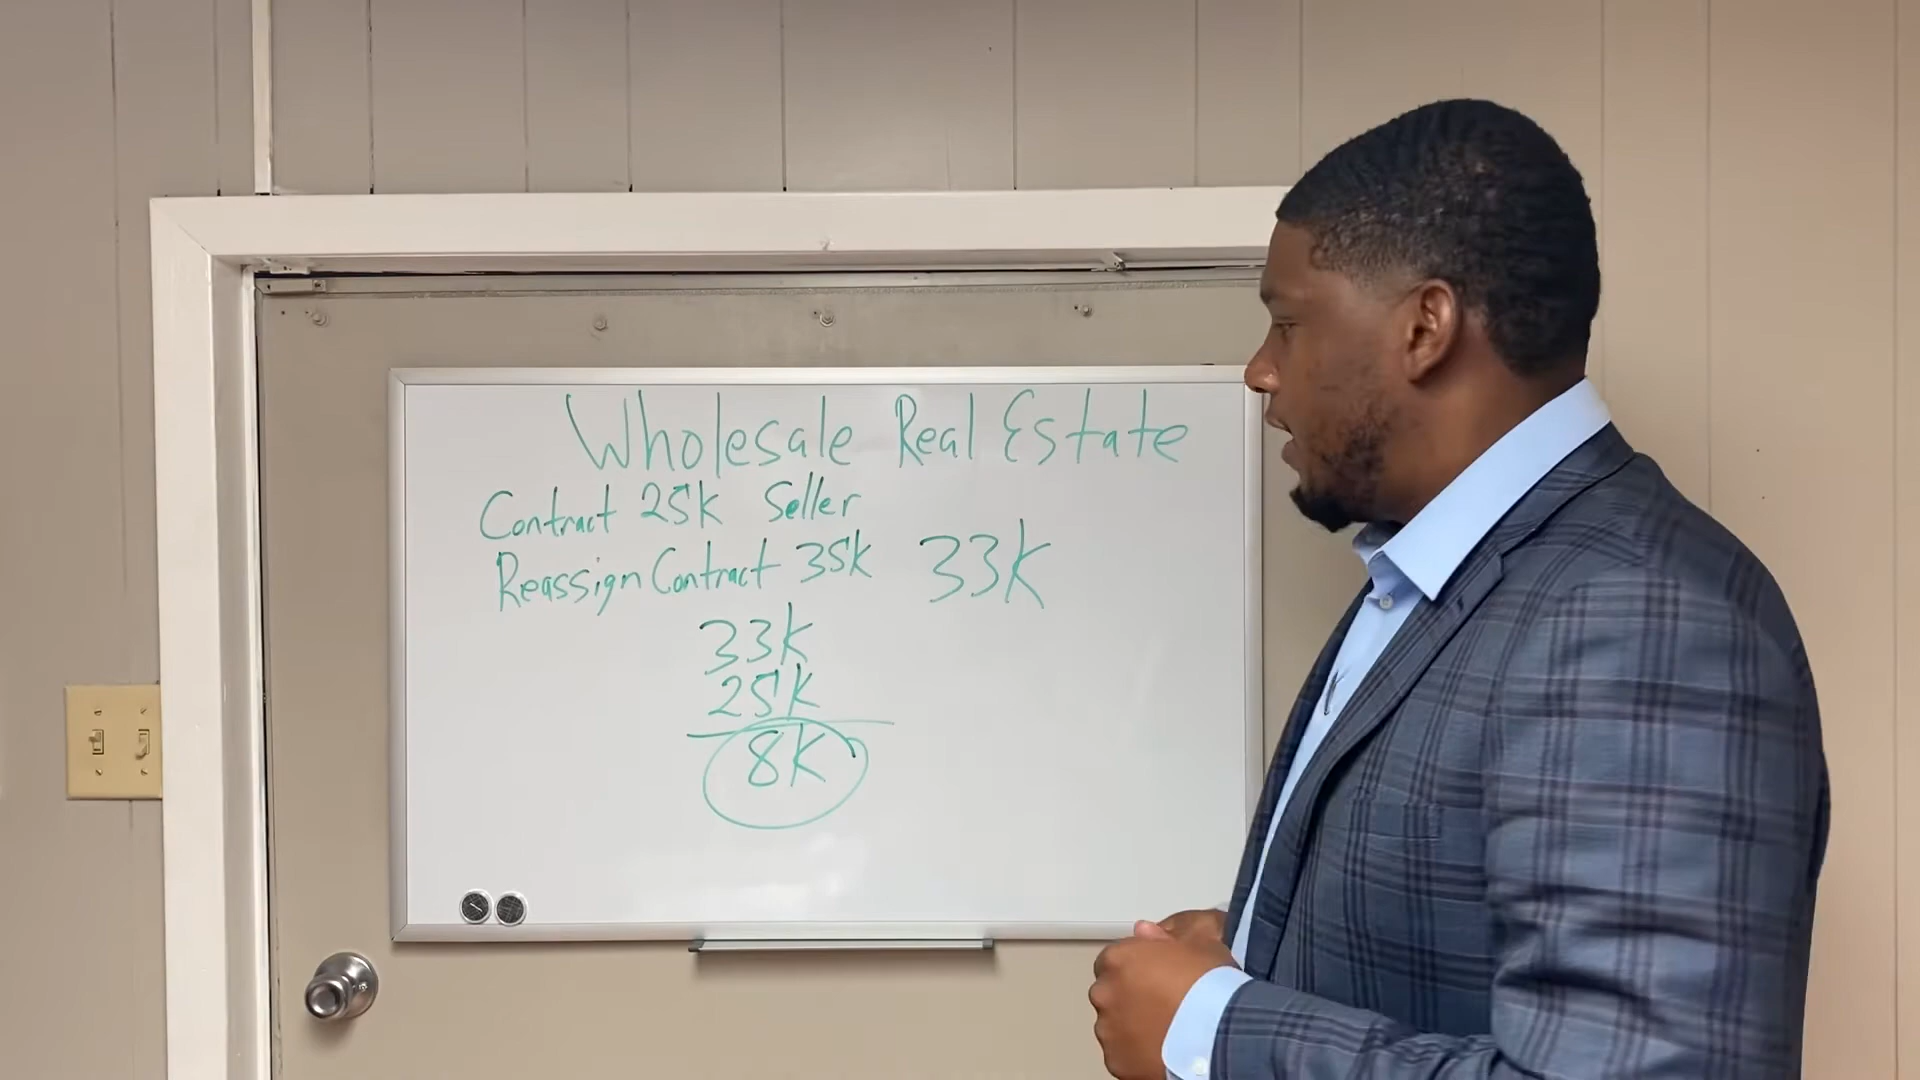 Wholesale Real Estate
Contract 25K Seller
Reassign Contract 35K 33K
33K
25K
8K